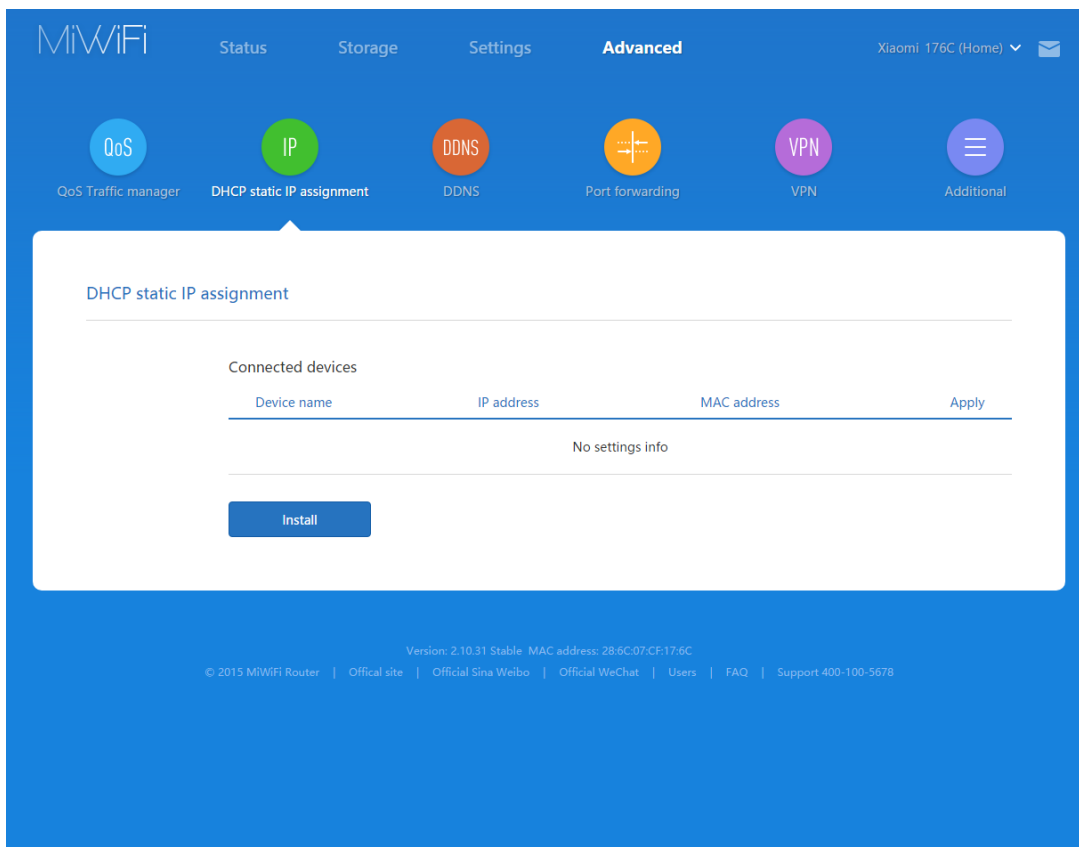 MiWiFi Status Storage Settings Advanced Xiaomi 176C (Home)
QoS IP DDNS VPN
QoS Traffic manager DHCP static IP assignment DDNS Port forwarding VPN Additional
DHCP static IP assignment
Connected devices
Device name IP address MAC address Apply
No settings info
Install
Version: 2.10.31 Stable MAC address: 28:6C:07:CF:17:6C
© 2015 MiWiFi Router | Offical site | Official Sina Weibo | Official WeChat | Users | FAQ | Support 400-100-5678